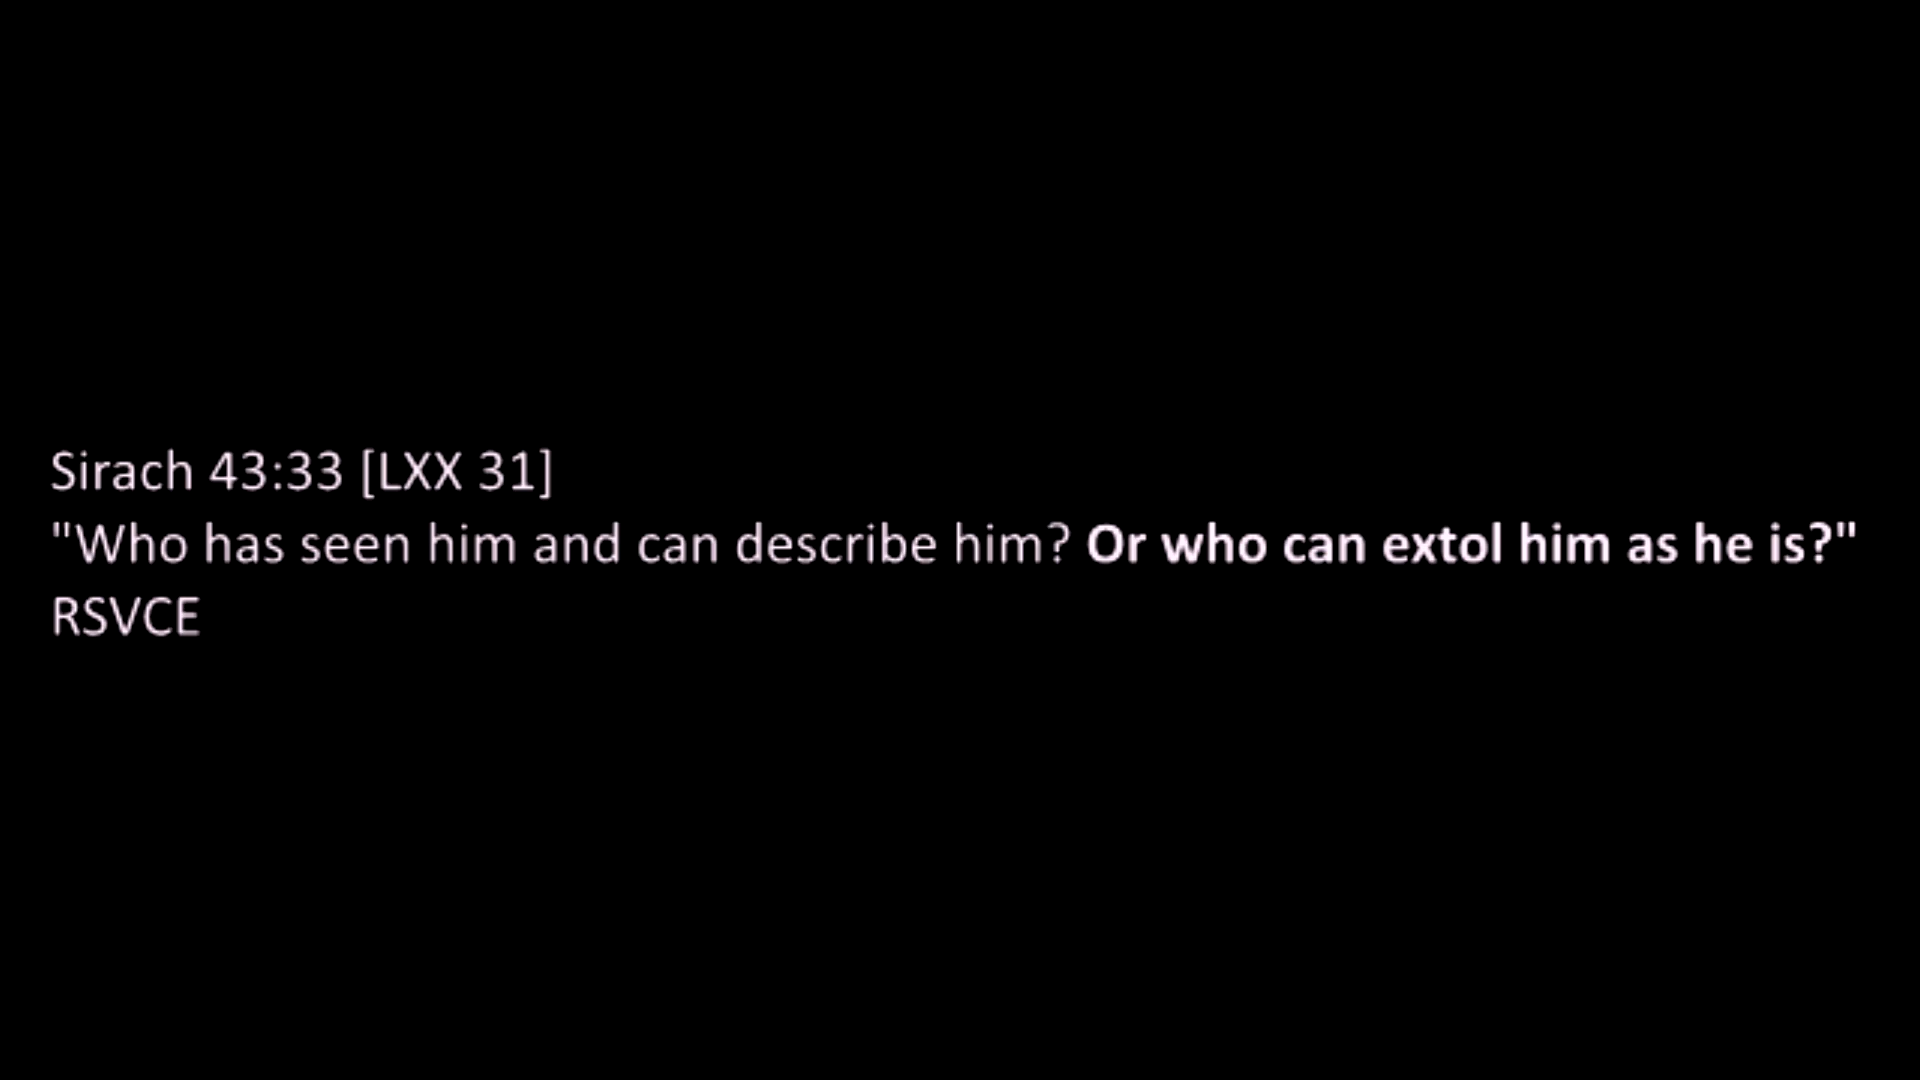 Sirach 43:33 [LXX 31]
"Who has seen him and can describe him? Or who can extol him as he is?"
RSVCE